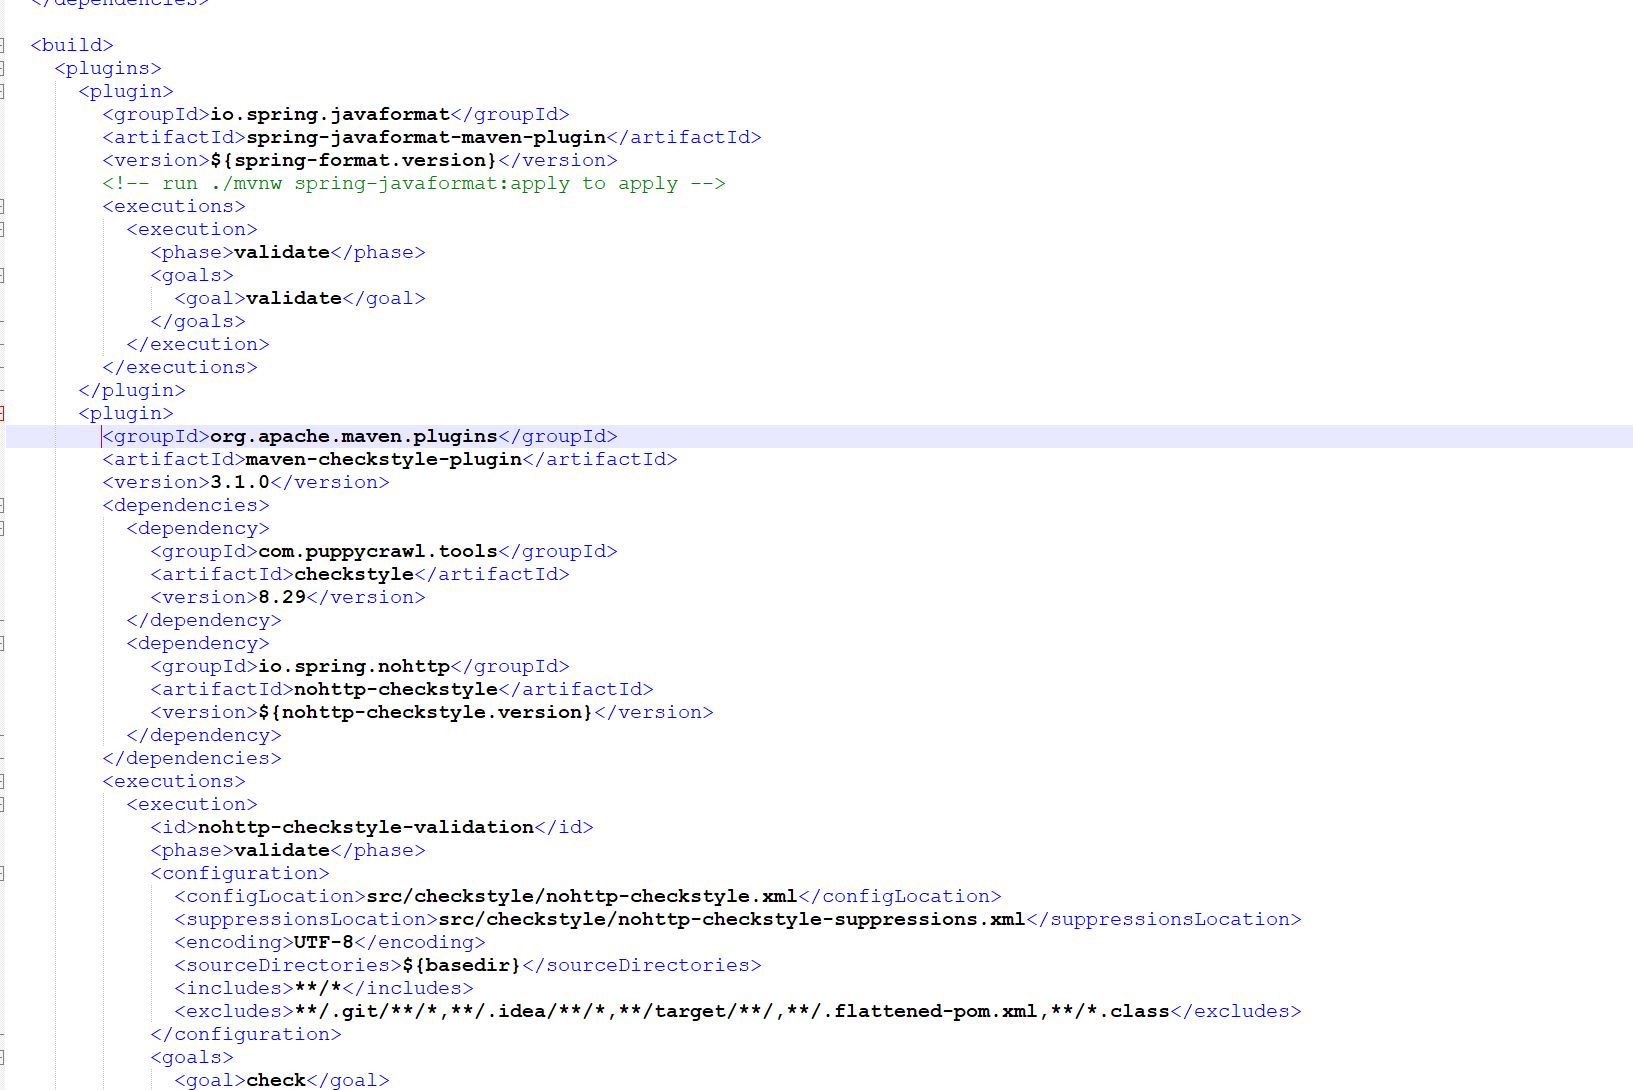 </dependencies>
<build>
<plugins>
<plugin>
<groupId>io.spring.javaformat</groupId>
<artifactId>spring-javaformat-maven-plugin</artifactId>
<version>${spring-format.version}</version>
<!-- run ./mvnw spring-javaformat:apply to apply -->
<executions>
<execution>
<phase>validate</phase>
<goals>
<goal>validate</goal>
</goals>
</execution>
</executions>
</plugin>
<plugin>
<groupId>org.apache.maven.plugins</groupId>
<artifactId>maven-checkstyle-plugin</artifactId>
<version>3.1.0</version>
<dependencies>
<dependency>
<groupId>com.puppycrawl.tools</groupId>
<artifactId>checkstyle</artifactId>
<version>8.29</version>
</dependency>
<dependency>
<groupId>io.spring.nohttp</groupId>
<artifactId>nohttp-checkstyle</artifactId>
<version>${nohttp-checkstyle.version}</version>
</dependency>
</dependencies>
<executions>
<execution>
<id>nohttp-checkstyle-validation</id>
<phase>validate</phase>
<configuration>
<configLocation>src/checkstyle/nohttp-checkstyle.xml</configLocation>
<suppressionsLocation>src/checkstyle/nohttp-checkstyle-suppressions.xml</suppressionsLocation>
<encoding>UTF-8</encoding>
<sourceDirectories>${basedir}</sourceDirectories>
<includes>**/*</includes>
<excludes>**/.git/**/*,**/.idea/**/*,**/target/**/,**/.flattened-pom.xml,**/*.class</excludes>
</configuration>
<goals>
<goal>check</goal>